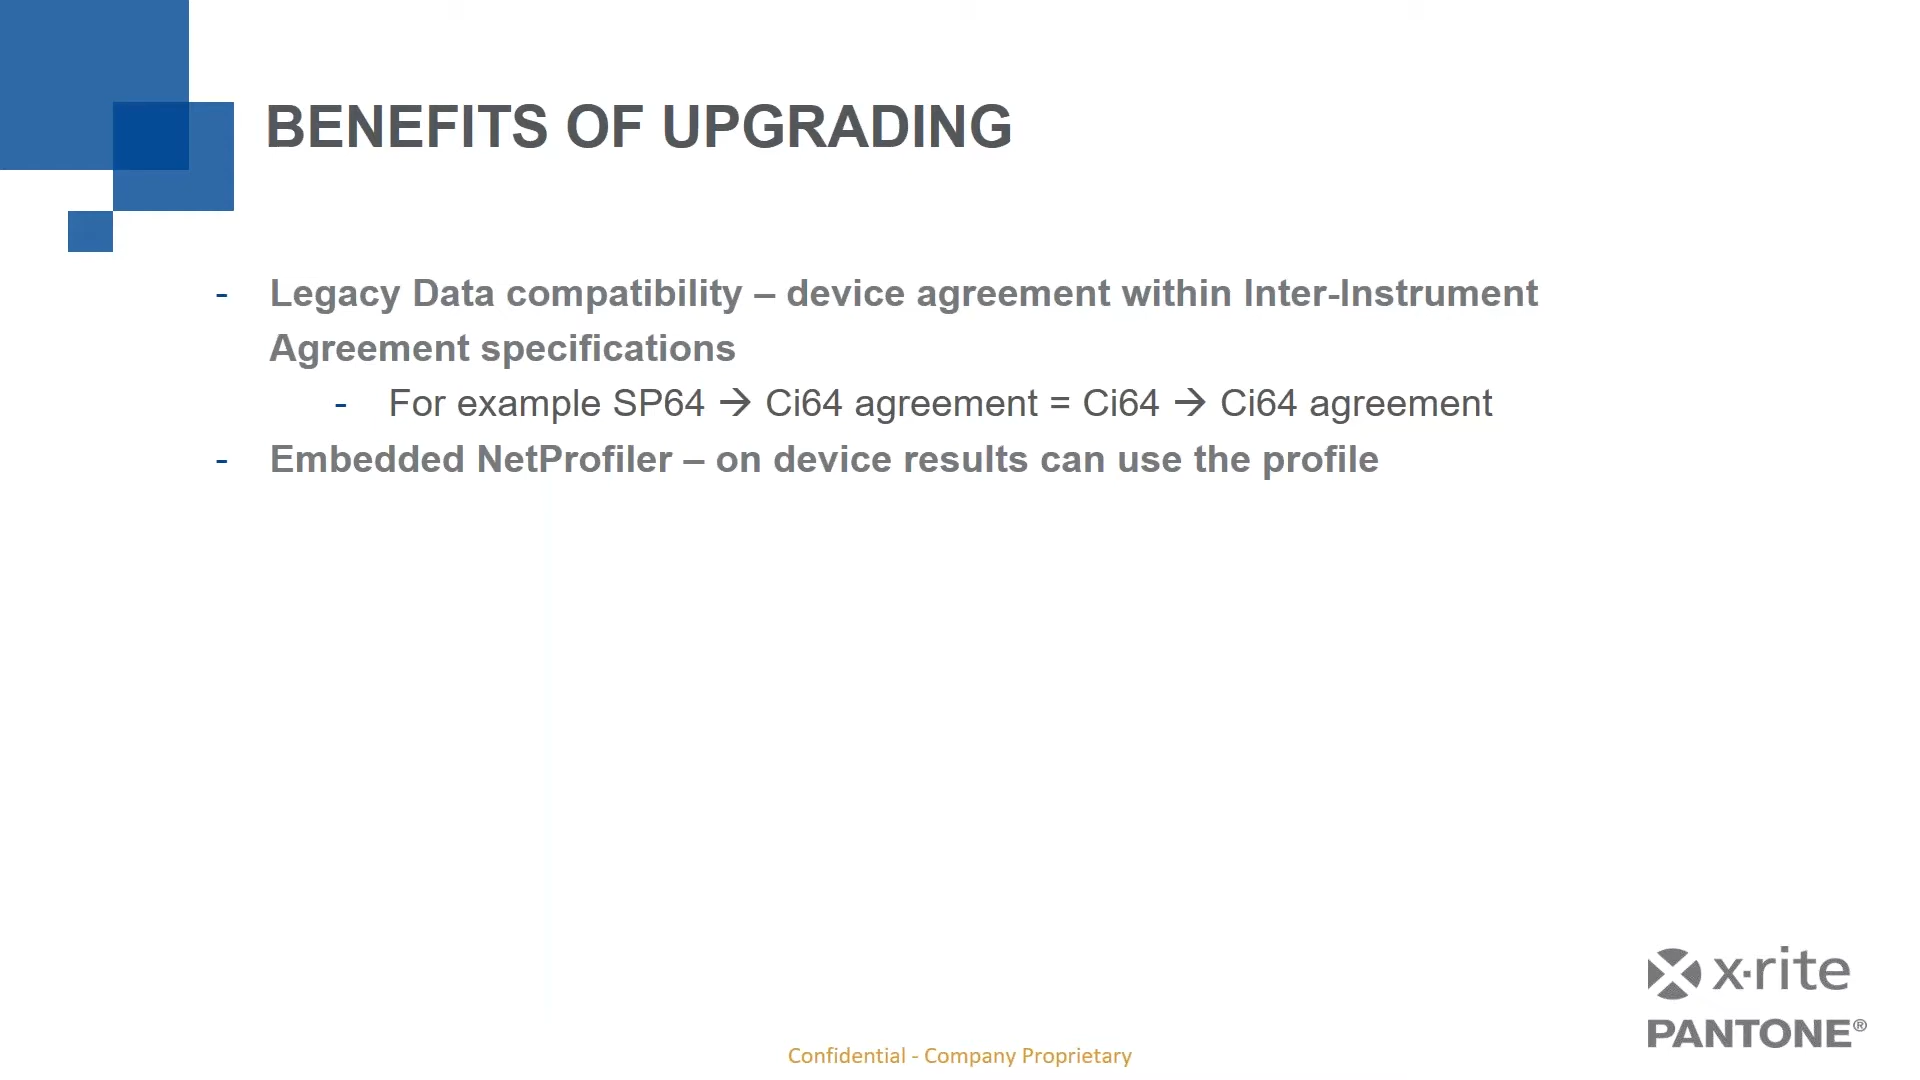 BENEFITS OF UPGRADING
- Legacy Data compatibility – device agreement within Inter-Instrument
Agreement specifications
- For example SP64 → Ci64 agreement = Ci64 → Ci64 agreement
- Embedded NetProfiler – on device results can use the profile
x·rite
PANTONE®
Confidential - Company Proprietary